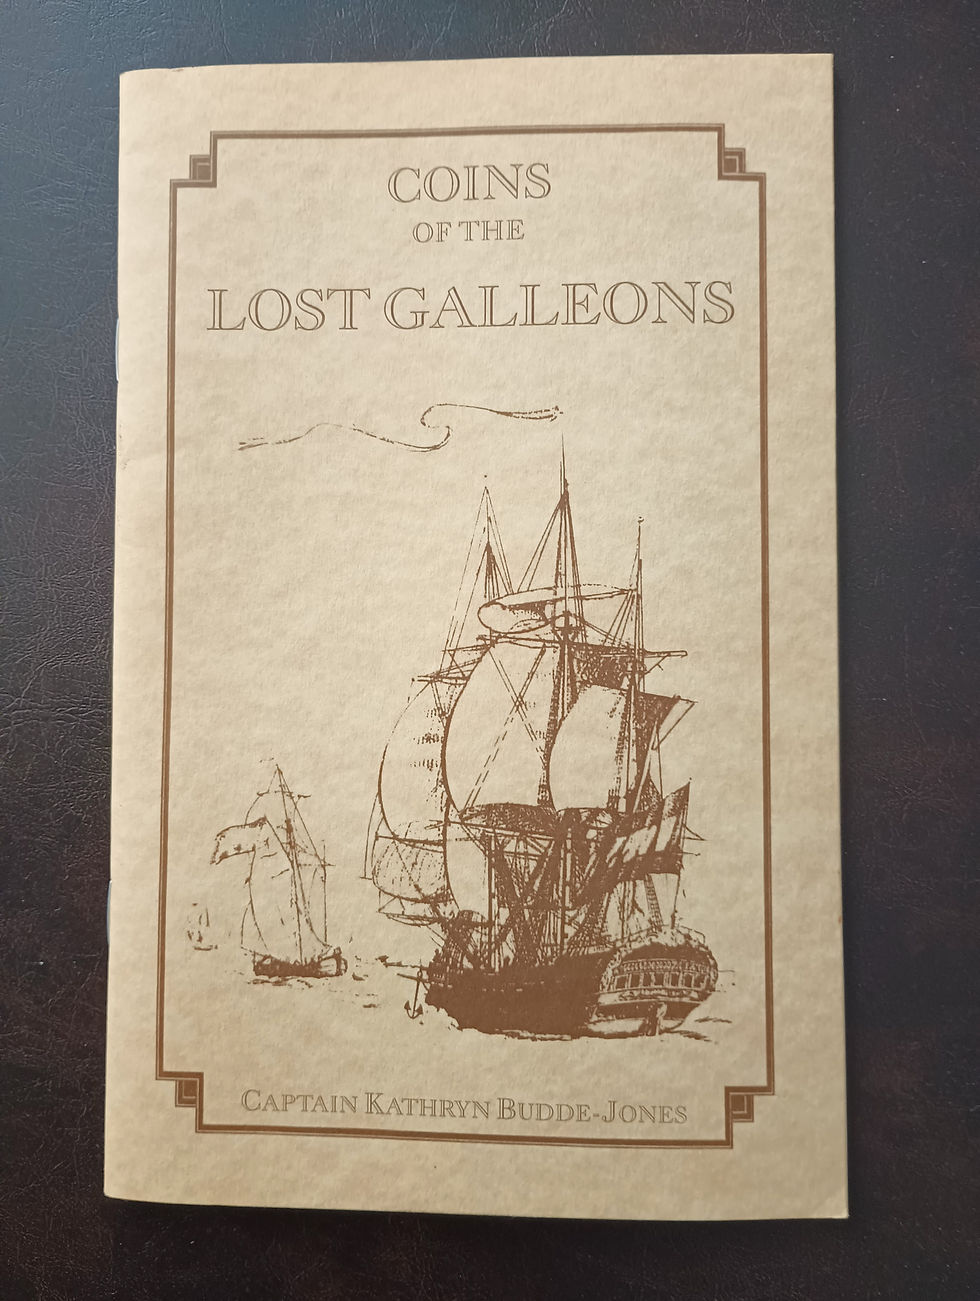 COINS
OF THE
LOST GALLEONS
CAPTAIN KATHRYN BUDDE-JONES